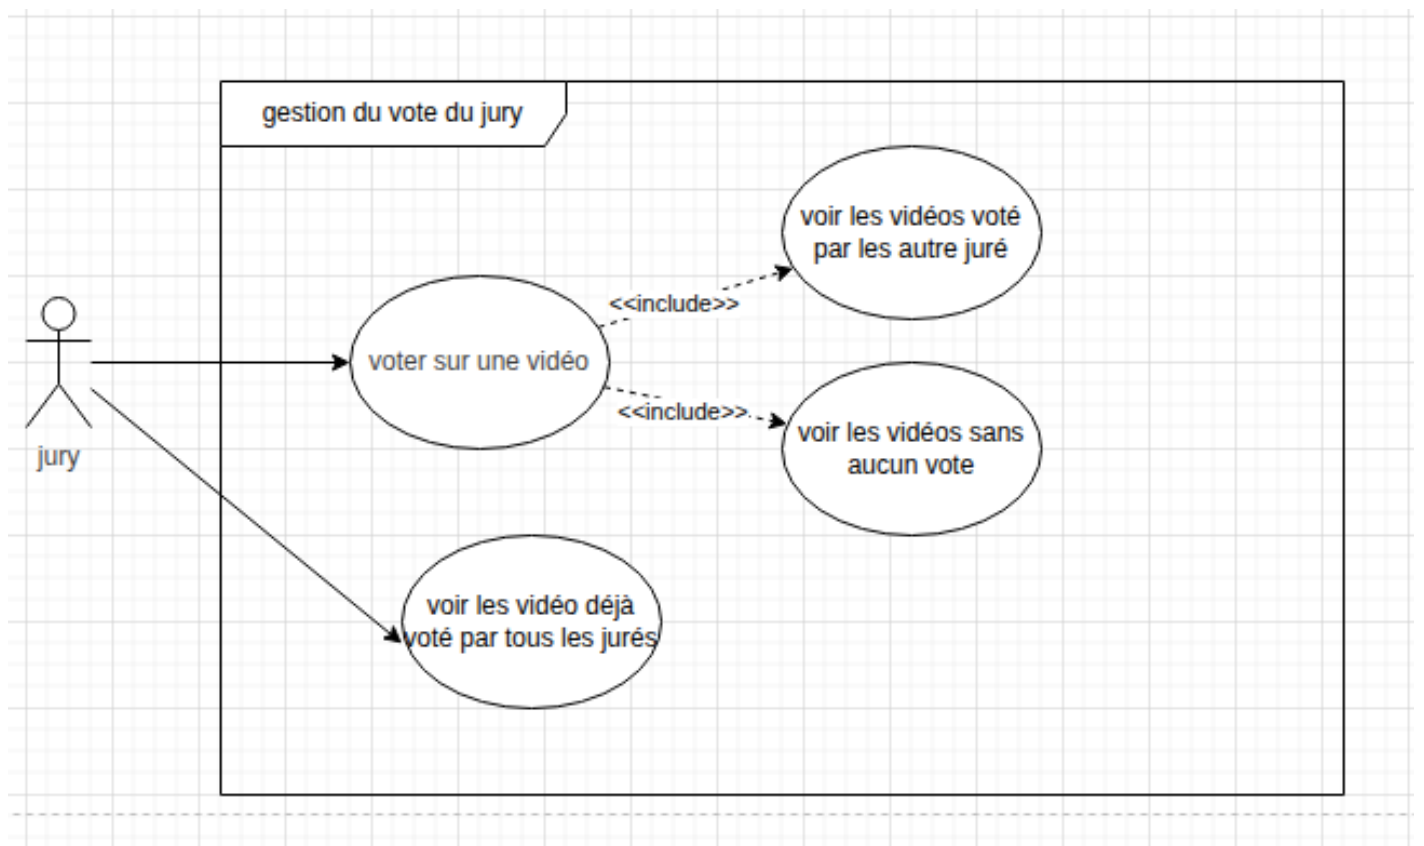 gestion du vote du jury
voir les vidéos voté
par les autre juré
<<include>>
voter sur une vidéo
<<include>>
voir les vidéos sans
aucun vote
jury
voir les vidéo déjà
voté par tous les jurés